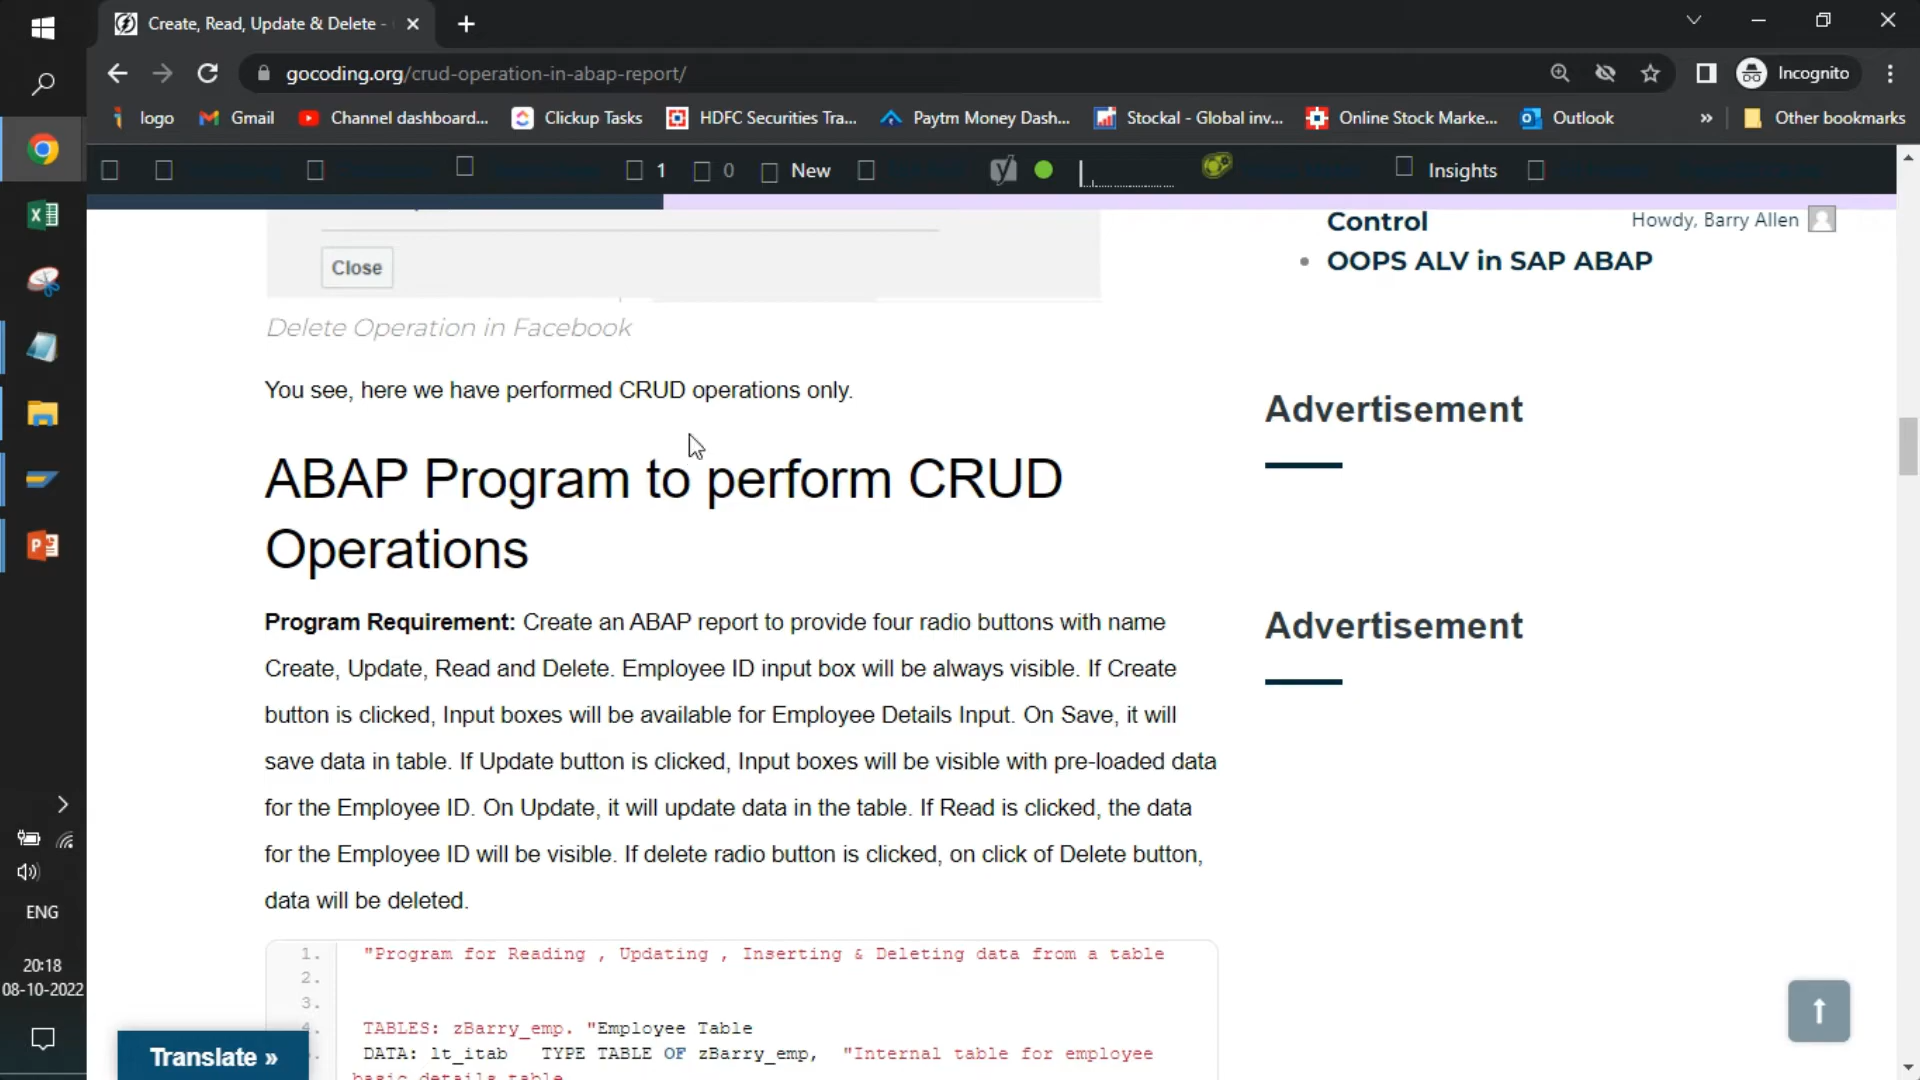 Create, Read, Update & Delete -
gocoding.org/crud-operation-in-abap-report/
Incognito
logo
Gmail
Channel dashboard...
Clickup Tasks
HDFC Securities Tra...
Paytm Money Dash...
Stockal - Global inv...
Online Stock Marke...
Outlook
»
Other bookmarks
1
0
New
Insights
Howdy, Barry Allen
Close
Delete Operation in Facebook
You see, here we have performed CRUD operations only.
ABAP Program to perform CRUD
Operations
Program Requirement: Create an ABAP report to provide four radio buttons with name
Create, Update, Read and Delete. Employee ID input box will be always visible. If Create
button is clicked, Input boxes will be available for Employee Details Input. On Save, it will
save data in table. If Update button is clicked, Input boxes will be visible with pre-loaded data
for the Employee ID. On Update, it will update data in the table. If Read is clicked, the data
for the Employee ID will be visible. If delete radio button is clicked, on click of Delete button,
data will be deleted.
1. "Program for Reading , Updating , Inserting & Deleting data from a table
2.
3.
4. TABLES: zBarry_emp. "Employee Table
DATA: lt_itab TYPE TABLE OF zBarry_emp, "Internal table for employee
basic details table
Translate »
Control
• OOPS ALV in SAP ABAP
Advertisement
Advertisement
ENG
20:18
08-10-2022